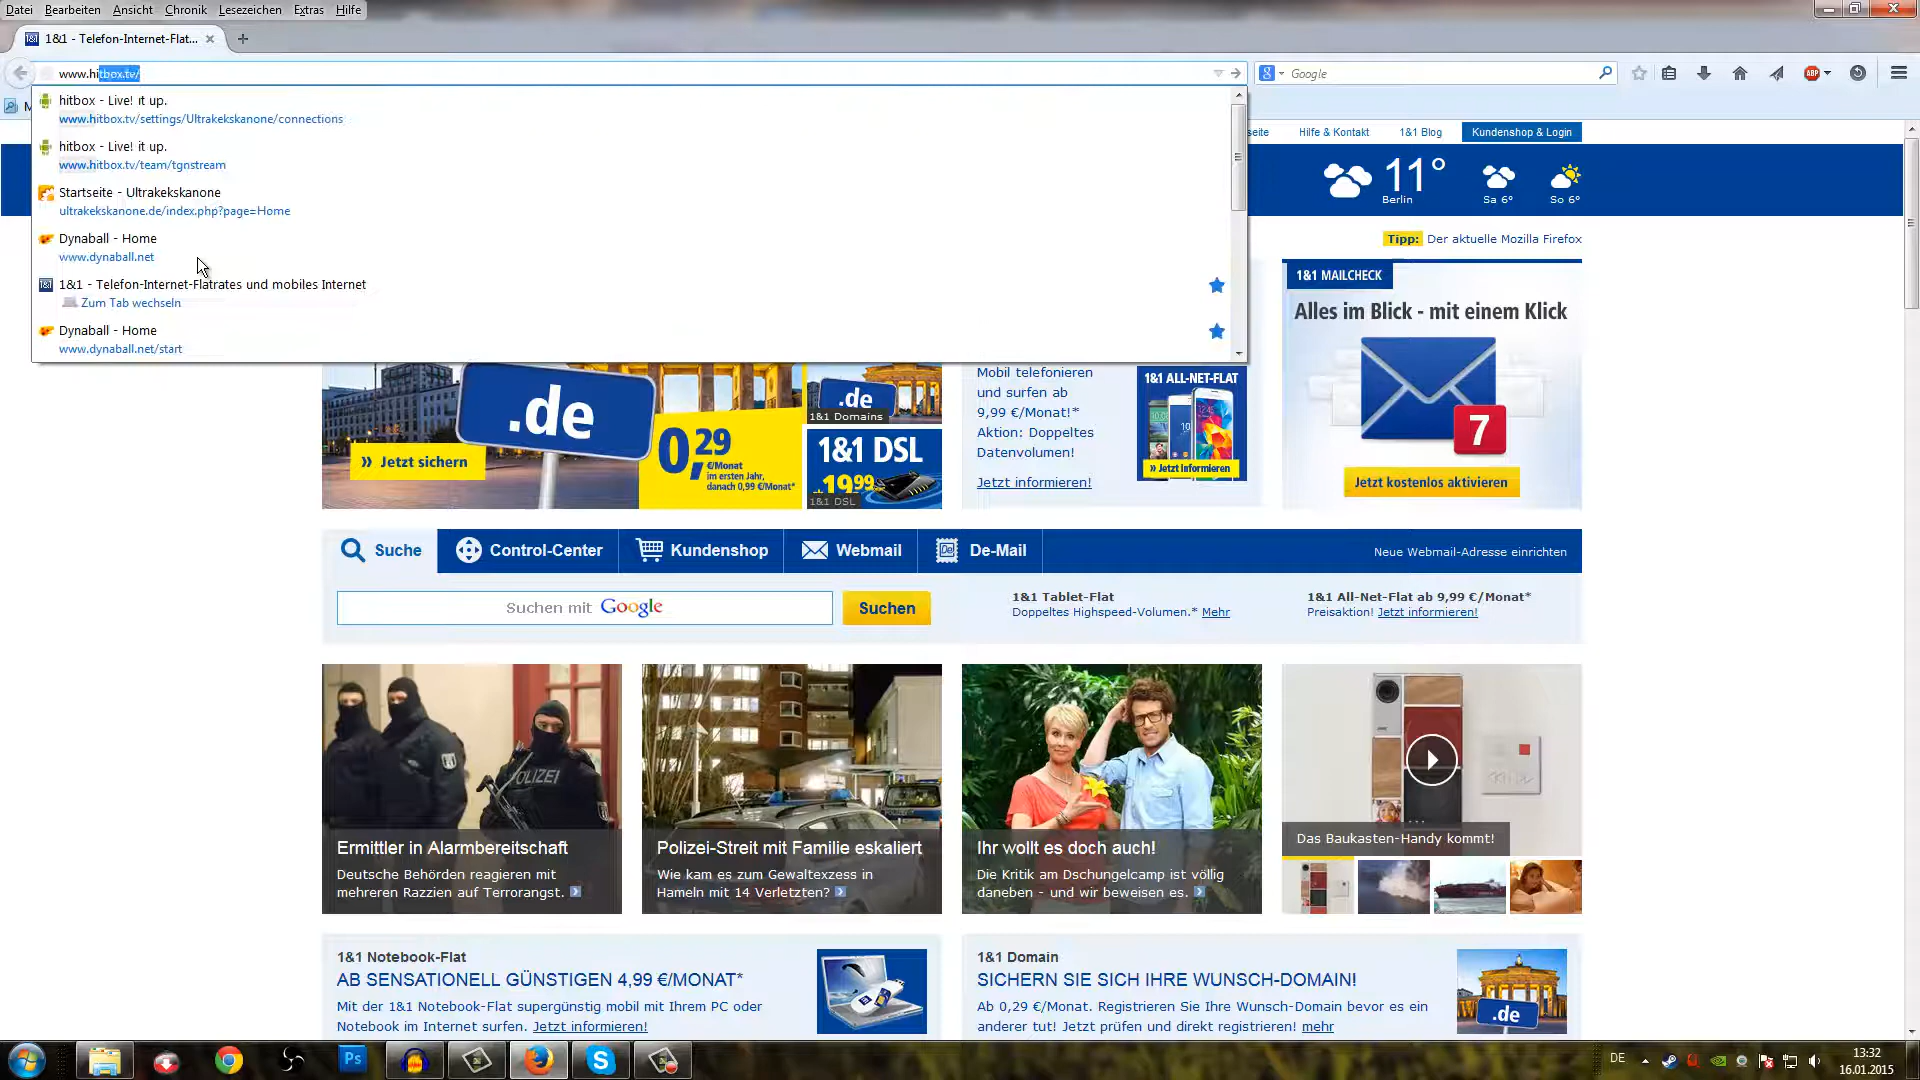 Datei Bearbeiten Ansicht Chronik Lesezeichen Extras Hilfe
1&1 - Telefon-Internet-Flat...
www.hitbox.tv/
Google
ABP
hitbox - Live! it up.
www.hitbox.tv/settings/Ultrakekskanone/connections
hitbox - Live! it up.
www.hitbox.tv/team/tgnstream
Startseite - Ultrakekskanone
ultrakekskanone.de/index.php?page=Home
Dynaball - Home
www.dynaball.net
1&1 - Telefon-Internet-Flatrates und mobiles Internet
Zum Tab wechseln
Dynaball - Home
www.dynaball.net/start
Hilfe & Kontakt 1&1 Blog Kundenshop & Login
11°
Berlin Sa 6° So 6°
Tipp: Der aktuelle Mozilla Firefox
1&1 MAILCHECK
Alles im Blick - mit einem Klick
7
Jetzt kostenlos aktivieren
.de
0,29
€/Monat
im ersten Jahr,
danach 0,99 €/Monat*
» Jetzt sichern
.de
1&1 Domains
1&1 DSL
19,99
1&1 DSL
Mobil telefonieren
und surfen ab
9,99 €/Monat!*
Aktion: Doppeltes
Datenvolumen!
Jetzt informieren!
1&1 ALL-NET-FLAT
» Jetzt informieren
Suche Control-Center Kundenshop Webmail De-Mail
Neue Webmail-Adresse einrichten
Suchen mit Google
Suchen
1&1 Tablet-Flat
Doppeltes Highspeed-Volumen.* Mehr
1&1 All-Net-Flat ab 9,99 €/Monat*
Preisaktion! Jetzt informieren!
POLIZEI
Ermittler in Alarmbereitschaft
Deutsche Behörden reagieren mit
mehreren Razzien auf Terrorangst.
Polizei-Streit mit Familie eskaliert
Wie kam es zum Gewaltexzess in
Hameln mit 14 Verletzten?
Ihr wollt es doch auch!
Die Kritik am Dschungelcamp ist völlig
daneben - und wir beweisen es.
Das Baukasten-Handy kommt!
1&1 Notebook-Flat
AB SENSATIONELL GÜNSTIGEN 4,99 €/MONAT*
Mit der 1&1 Notebook-Flat supergünstig mobil mit Ihrem PC oder
Notebook im Internet surfen. Jetzt informieren!
1&1 Domain
SICHERN SIE SICH IHRE WUNSCH-DOMAIN!
Ab 0,29 €/Monat. Registrieren Sie Ihre Wunsch-Domain bevor es ein
anderer tut! Jetzt prüfen und direkt registrieren! mehr
.de
Ps
DE
13:32
16.01.2015